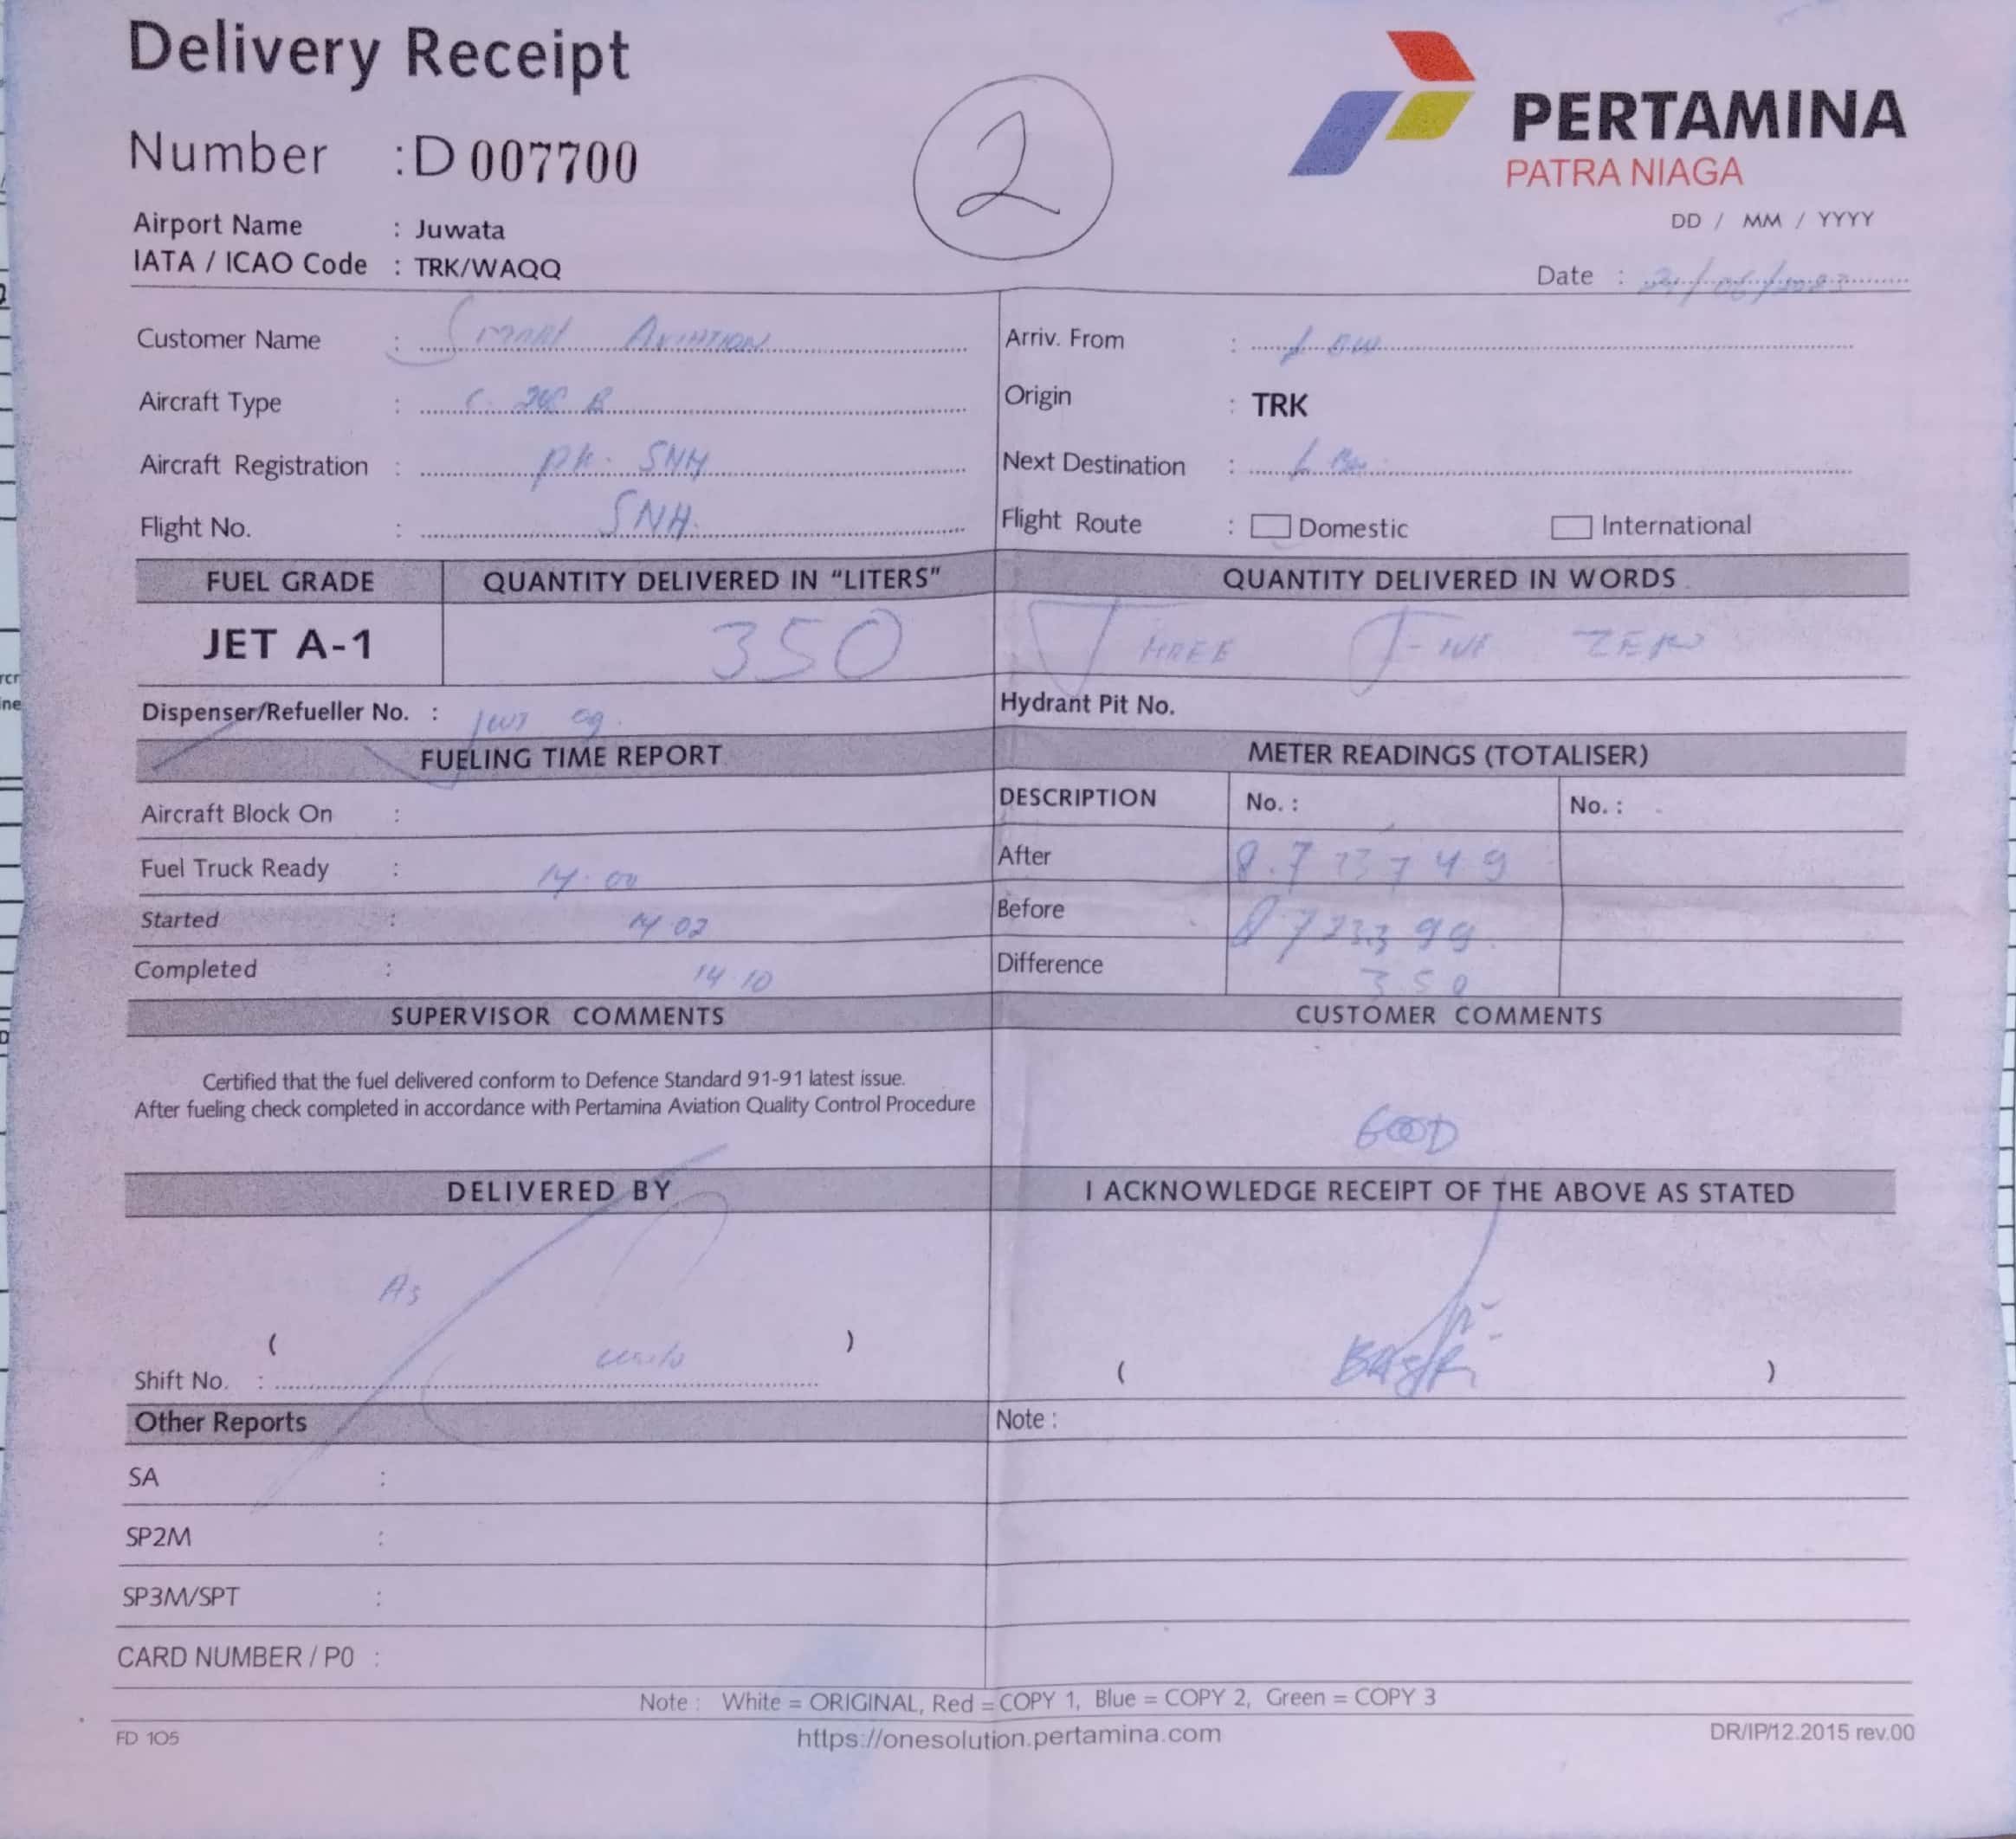 Delivery Receipt
2
PERTAMINA
PATRA NIAGA
Number : D 007700
Airport Name : Juwata
IATA / ICAO Code : TRK/WAQQ
DD / MM / YYYY
Date :
Customer Name : SMART AVIATION
Arriv. From :
Aircraft Type :
Origin : TRK
Aircraft Registration : PK. SNH
Next Destination :
Flight No. : SNH
Flight Route : Domestic International
FUEL GRADE QUANTITY DELIVERED IN "LITERS" QUANTITY DELIVERED IN WORDS
JET A-1 350 THREE FIVE ZERO
Dispenser/Refueller No. :
Hydrant Pit No.
FUELING TIME REPORT METER READINGS (TOTALISER)
DESCRIPTION No. : No. :
Aircraft Block On :
After
Fuel Truck Ready : 14.00
Before
Started :
Difference 350
Completed : 14.10
SUPERVISOR COMMENTS CUSTOMER COMMENTS
Certified that the fuel delivered conform to Defence Standard 91-91 latest issue.
After fueling check completed in accordance with Pertamina Aviation Quality Control Procedure
GOOD
DELIVERED BY I ACKNOWLEDGE RECEIPT OF THE ABOVE AS STATED
( )
Shift No. :
( )
Other Reports Note :
SA :
SP2M :
SP3M/SPT :
CARD NUMBER / PO :
Note : White = ORIGINAL, Red = COPY 1, Blue = COPY 2, Green = COPY 3
FD 105 https://onesolution.pertamina.com DR/IP/12.2015 rev.00